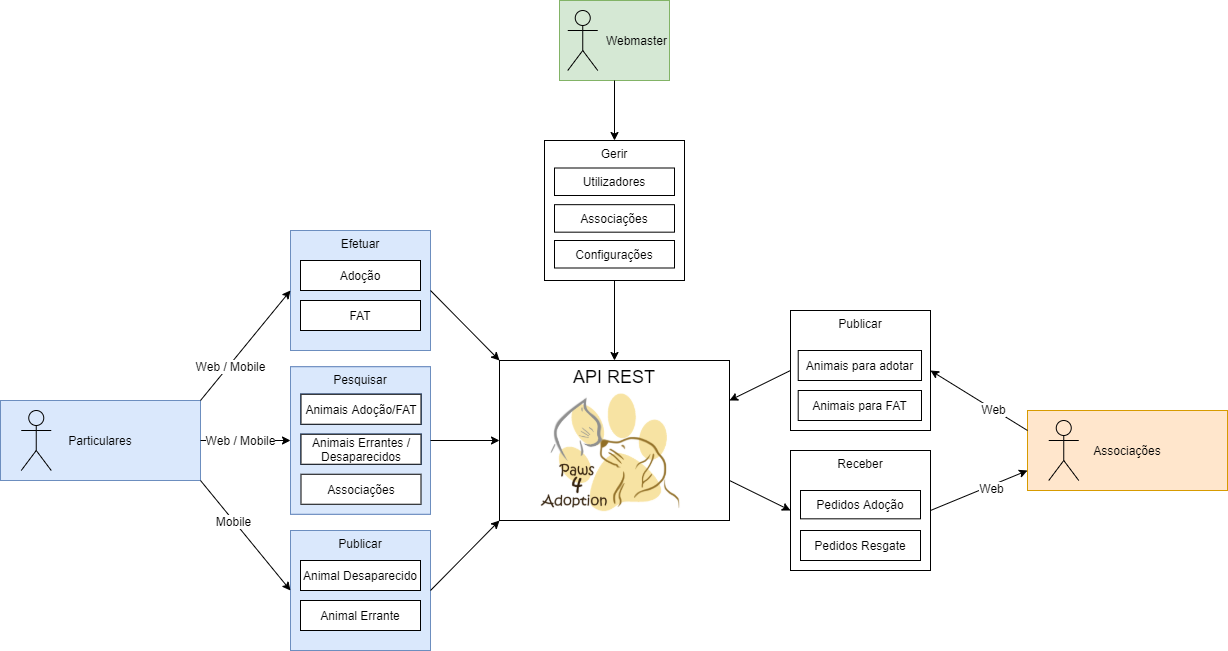 Webmaster
Gerir
Utilizadores
Associações
Configurações
Efetuar
Adoção
FAT
Web / Mobile
Pesquisar
Animais Adoção/FAT
Animais Errantes /
Desaparecidos
Associações
Particulares
Web / Mobile
Mobile
Publicar
Animal Desaparecido
Animal Errante
API REST
Paws
4
Adoption
Publicar
Animais para adotar
Animais para FAT
Web
Associações
Receber
Pedidos Adoção
Pedidos Resgate
Web